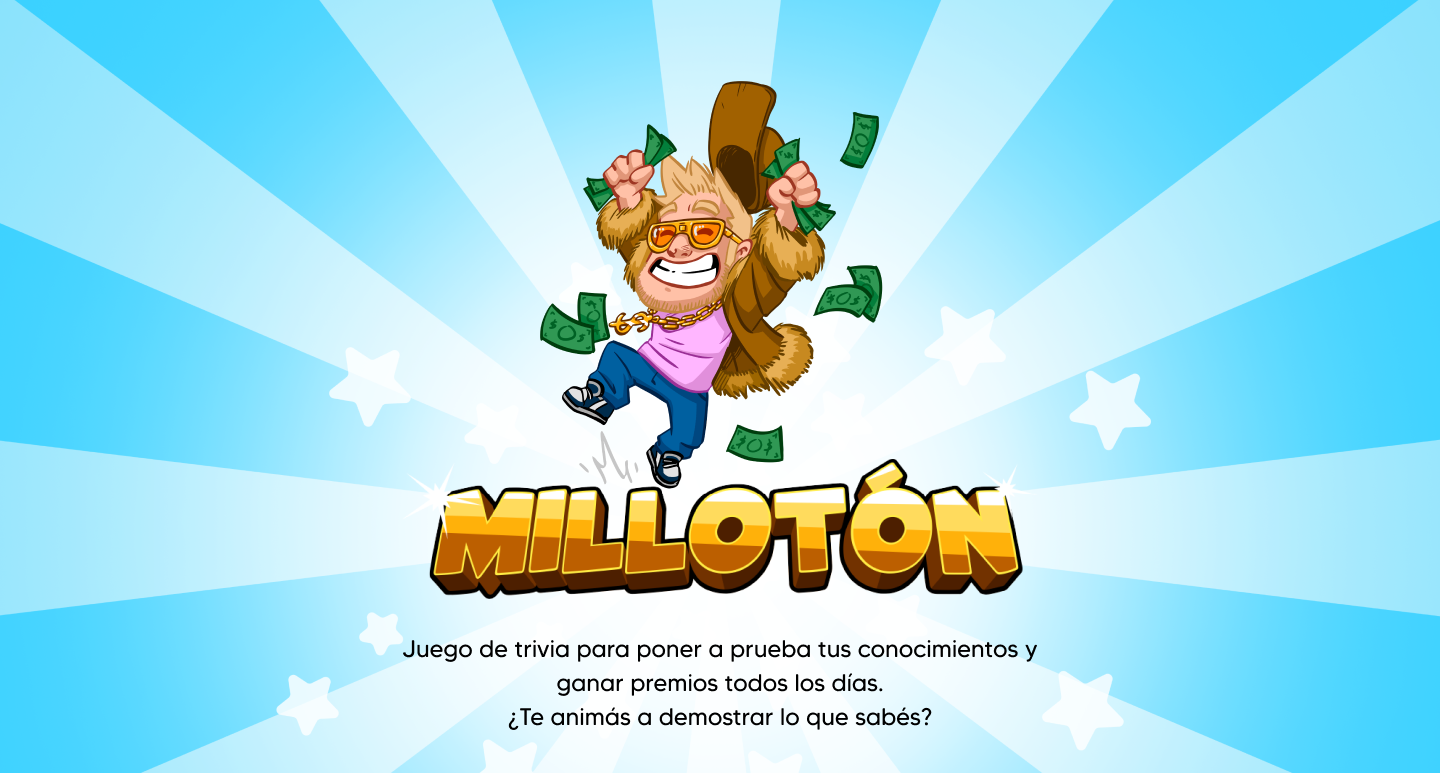 MILLOTÓN
Juego de trivia para poner a prueba tus conocimientos y
ganar premios todos los días.
¿Te animás a demostrar lo que sabés?